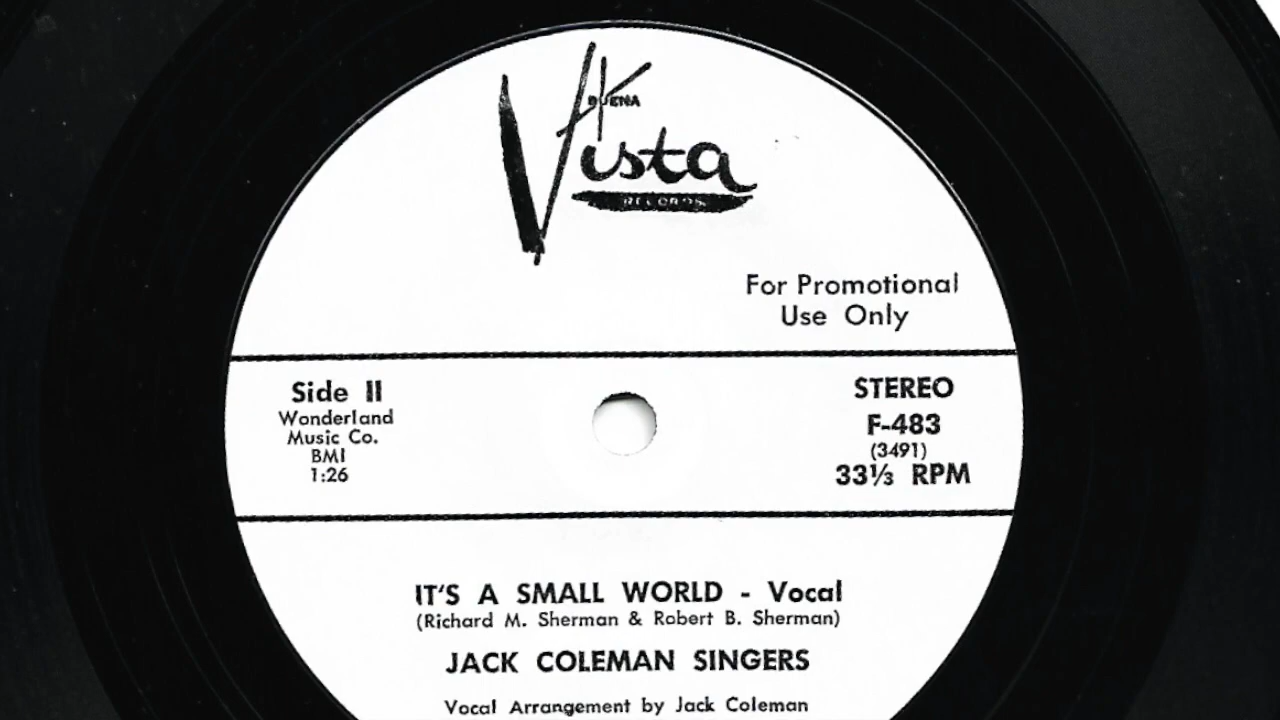 BUENA
Vista
RECORDS
For Promotional
Use Only
Side II
Wonderland
Music Co.
BMI
1:26
STEREO
F-483
(3491)
33⅓ RPM
IT'S A SMALL WORLD - Vocal
(Richard M. Sherman & Robert B. Sherman)
JACK COLEMAN SINGERS
Vocal Arrangement by Jack Coleman